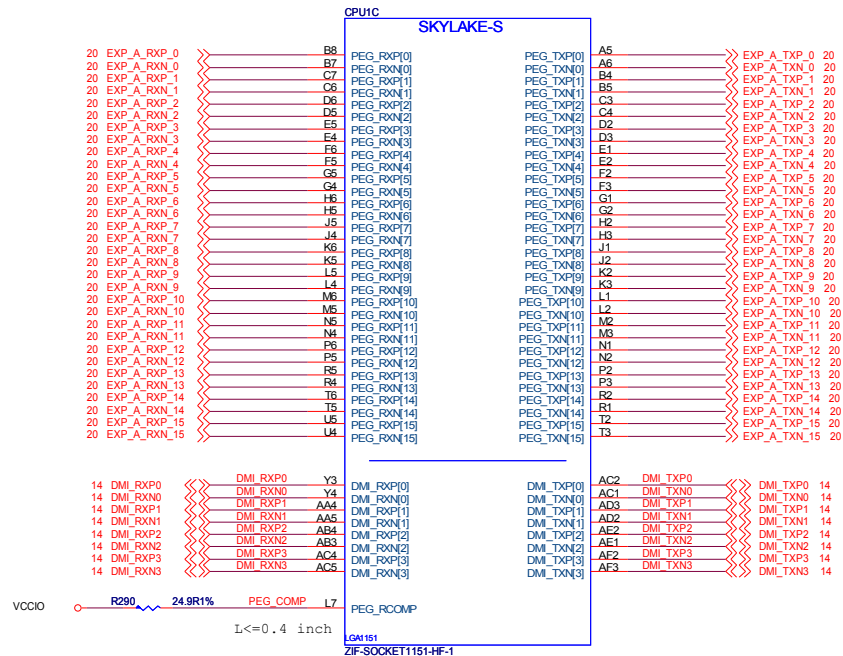 CPU1C
SKYLAKE-S
20 EXP_A_RXP_0 B8 PEG_RXP[0] PEG_TXP[0] A5 EXP_A_TXP_0 20
20 EXP_A_RXN_0 B7 PEG_RXN[0] PEG_TXN[0] A6 EXP_A_TXN_0 20
20 EXP_A_RXP_1 C7 PEG_RXP[1] PEG_TXP[1] B4 EXP_A_TXP_1 20
20 EXP_A_RXN_1 C6 PEG_RXN[1] PEG_TXN[1] B5 EXP_A_TXN_1 20
20 EXP_A_RXP_2 D6 PEG_RXP[2] PEG_TXP[2] C3 EXP_A_TXP_2 20
20 EXP_A_RXN_2 D5 PEG_RXN[2] PEG_TXN[2] C4 EXP_A_TXN_2 20
20 EXP_A_RXP_3 E5 PEG_RXP[3] PEG_TXP[3] D2 EXP_A_TXP_3 20
20 EXP_A_RXN_3 E4 PEG_RXN[3] PEG_TXN[3] D3 EXP_A_TXN_3 20
20 EXP_A_RXP_4 F6 PEG_RXP[4] PEG_TXP[4] E1 EXP_A_TXP_4 20
20 EXP_A_RXN_4 F5 PEG_RXN[4] PEG_TXN[4] E2 EXP_A_TXN_4 20
20 EXP_A_RXP_5 G5 PEG_RXP[5] PEG_TXP[5] F2 EXP_A_TXP_5 20
20 EXP_A_RXN_5 G4 PEG_RXN[5] PEG_TXN[5] F3 EXP_A_TXN_5 20
20 EXP_A_RXP_6 H6 PEG_RXP[6] PEG_TXP[6] G1 EXP_A_TXP_6 20
20 EXP_A_RXN_6 H5 PEG_RXN[6] PEG_TXN[6] G2 EXP_A_TXN_6 20
20 EXP_A_RXP_7 J5 PEG_RXP[7] PEG_TXP[7] H2 EXP_A_TXP_7 20
20 EXP_A_RXN_7 J4 PEG_RXN[7] PEG_TXN[7] H3 EXP_A_TXN_7 20
20 EXP_A_RXP_8 K6 PEG_RXP[8] PEG_TXP[8] J1 EXP_A_TXP_8 20
20 EXP_A_RXN_8 K5 PEG_RXN[8] PEG_TXN[8] J2 EXP_A_TXN_8 20
20 EXP_A_RXP_9 L5 PEG_RXP[9] PEG_TXP[9] K2 EXP_A_TXP_9 20
20 EXP_A_RXN_9 L4 PEG_RXN[9] PEG_TXN[9] K3 EXP_A_TXN_9 20
20 EXP_A_RXP_10 M6 PEG_RXP[10] PEG_TXP[10] L1 EXP_A_TXP_10 20
20 EXP_A_RXN_10 M5 PEG_RXN[10] PEG_TXN[10] L2 EXP_A_TXN_10 20
20 EXP_A_RXP_11 N5 PEG_RXP[11] PEG_TXP[11] M2 EXP_A_TXP_11 20
20 EXP_A_RXN_11 N4 PEG_RXN[11] PEG_TXN[11] M3 EXP_A_TXN_11 20
20 EXP_A_RXP_12 P6 PEG_RXP[12] PEG_TXP[12] N1 EXP_A_TXP_12 20
20 EXP_A_RXN_12 P5 PEG_RXN[12] PEG_TXN[12] N2 EXP_A_TXN_12 20
20 EXP_A_RXP_13 R5 PEG_RXP[13] PEG_TXP[13] P2 EXP_A_TXP_13 20
20 EXP_A_RXN_13 R4 PEG_RXN[13] PEG_TXN[13] P3 EXP_A_TXN_13 20
20 EXP_A_RXP_14 T6 PEG_RXP[14] PEG_TXP[14] R2 EXP_A_TXP_14 20
20 EXP_A_RXN_14 T5 PEG_RXN[14] PEG_TXN[14] R1 EXP_A_TXN_14 20
20 EXP_A_RXP_15 U5 PEG_RXP[15] PEG_TXP[15] T2 EXP_A_TXP_15 20
20 EXP_A_RXN_15 U4 PEG_RXN[15] PEG_TXN[15] T3 EXP_A_TXN_15 20
14 DMI_RXP0 DMI_RXP0 Y3 DMI_RXP[0] DMI_TXP[0] AC2 DMI_TXP0 DMI_TXP0 14
14 DMI_RXN0 DMI_RXN0 Y4 DMI_RXN[0] DMI_TXN[0] AC1 DMI_TXN0 DMI_TXN0 14
14 DMI_RXP1 DMI_RXP1 AA4 DMI_RXP[1] DMI_TXP[1] AD3 DMI_TXP1 DMI_TXP1 14
14 DMI_RXN1 DMI_RXN1 AA5 DMI_RXN[1] DMI_TXN[1] AD2 DMI_TXN1 DMI_TXN1 14
14 DMI_RXP2 DMI_RXP2 AB4 DMI_RXP[2] DMI_TXP[2] AE2 DMI_TXP2 DMI_TXP2 14
14 DMI_RXN2 DMI_RXN2 AB3 DMI_RXN[2] DMI_TXN[2] AE1 DMI_TXN2 DMI_TXN2 14
14 DMI_RXP3 DMI_RXP3 AC4 DMI_RXP[3] DMI_TXP[3] AF2 DMI_TXP3 DMI_TXP3 14
14 DMI_RXN3 DMI_RXN3 AC5 DMI_RXN[3] DMI_TXN[3] AF3 DMI_TXN3 DMI_TXN3 14
VCCIO R290 24.9R1% PEG_COMP L7 PEG_RCOMP
L<=0.4 inch
LGA1151
ZIF-SOCKET1151-HF-1